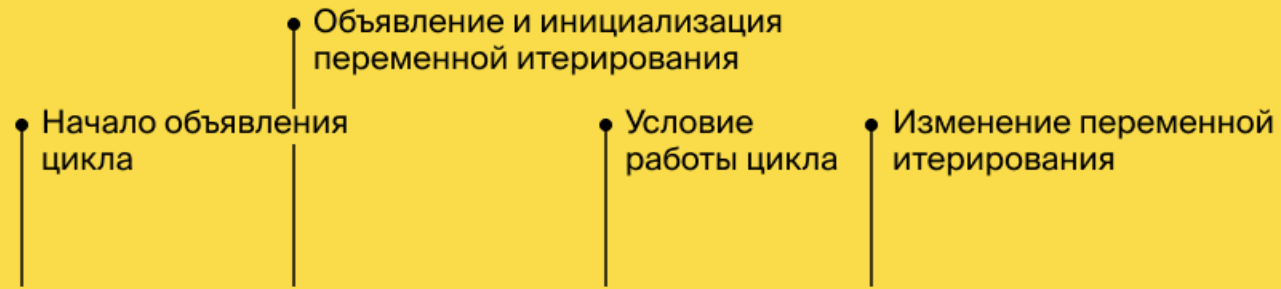 Объявление и инициализация
переменной итерирования
Начало объявления
цикла
Условие
работы цикла
Изменение переменной
итерирования